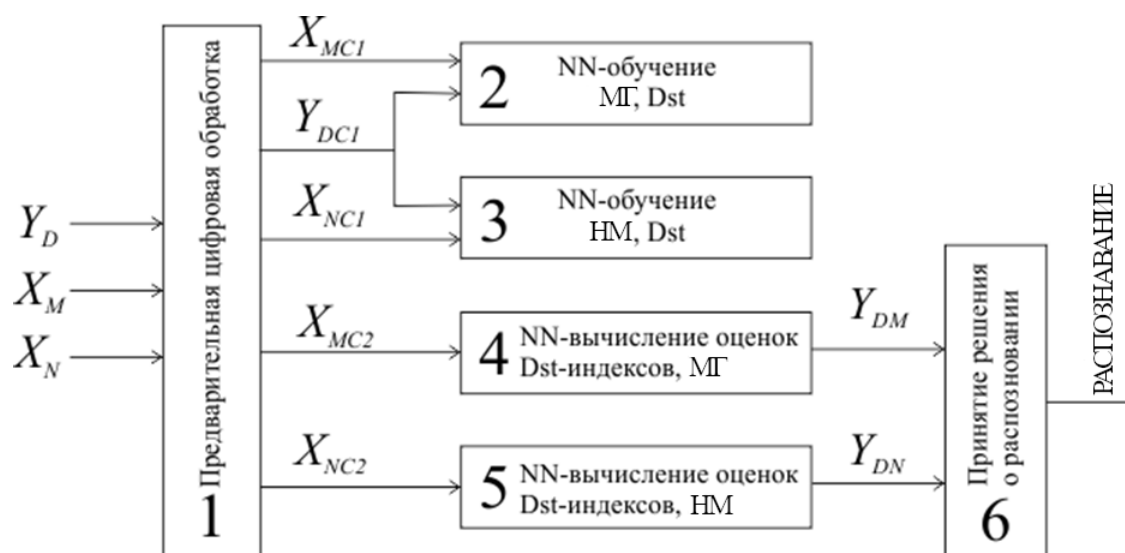 Y_D
X_M
X_N
Предварительная цифровая обработка
1
X_MC1
Y_DC1
X_NC1
X_MC2
X_NC2
2
NN-обучение
МГ, Dst
3
NN-обучение
НМ, Dst
4
NN-вычисление оценок
Dst-индексов, МГ
5
NN-вычисление оценок
Dst-индексов, НМ
Y_DM
Y_DN
Принятие решения
о распозновании
6
РАСПОЗНАВАНИЕ